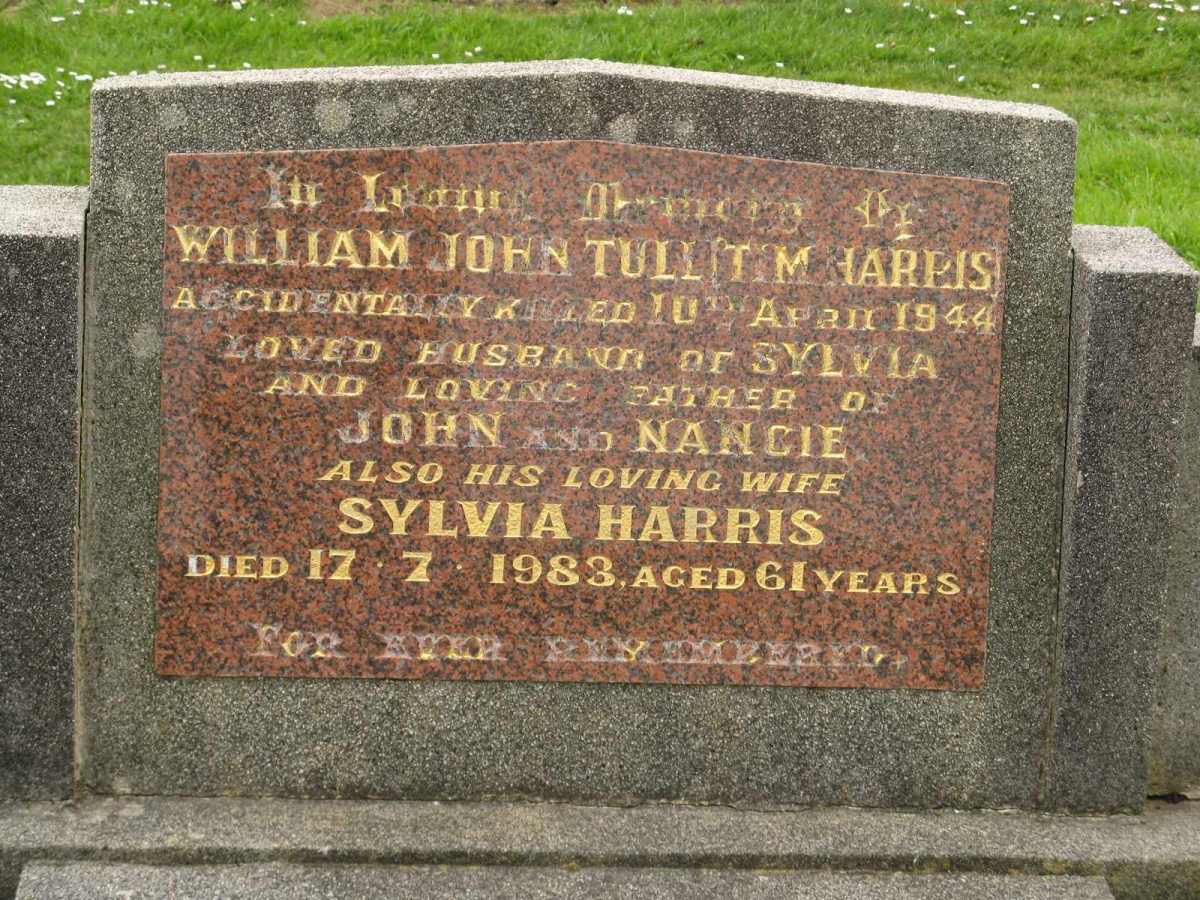 In Loving Memory Of
WILLIAM JOHN TULL (TIM) HARRIS
ACCIDENTALLY KILLED 10TH APRIL 1944
LOVED HUSBAND OF SYLVIA
AND LOVING FATHER OF
JOHN AND NANCIE
ALSO HIS LOVING WIFE
SYLVIA HARRIS
DIED 17 · 7 · 1983, AGED 61 YEARS
FOR EVER REMEMBERED.